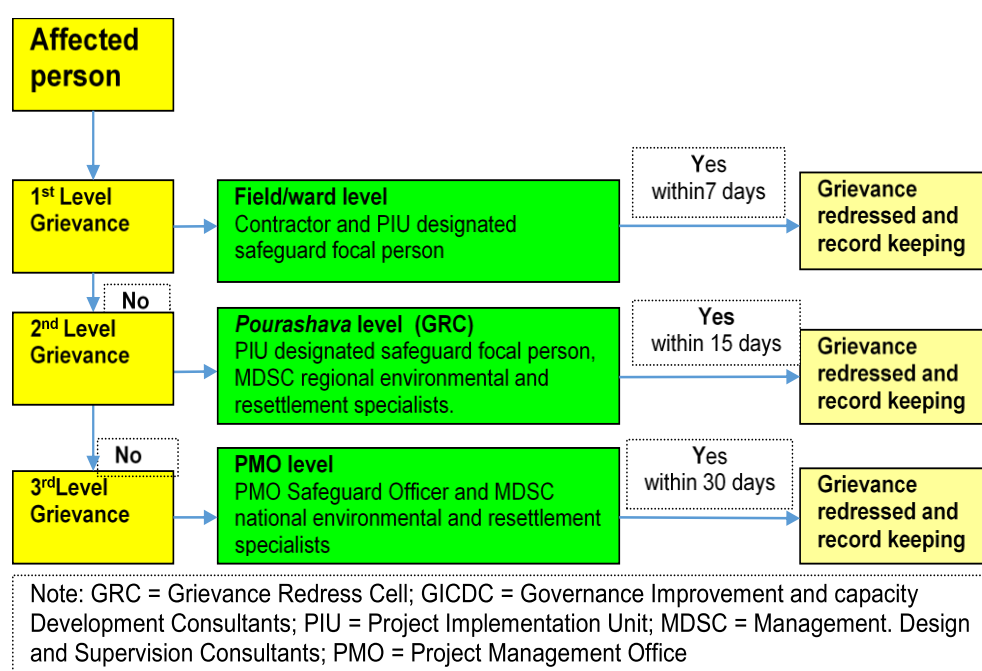 Affected
person
1st Level
Grievance
Field/ward level
Contractor and PIU designated
safeguard focal person
Yes
within7 days
Grievance
redressed and
record keeping
No
2nd Level
Grievance
Pourashava level (GRC)
PIU designated safeguard focal person,
MDSC regional environmental and
resettlement specialists.
Yes
within 15 days
Grievance
redressed and
record keeping
No
3rdLevel
Grievance
PMO level
PMO Safeguard Officer and MDSC
national environmental and resettlement
specialists
Yes
within 30 days
Grievance
redressed and
record keeping
Note: GRC = Grievance Redress Cell; GICDC = Governance Improvement and capacity
Development Consultants; PIU = Project Implementation Unit; MDSC = Management. Design
and Supervision Consultants; PMO = Project Management Office